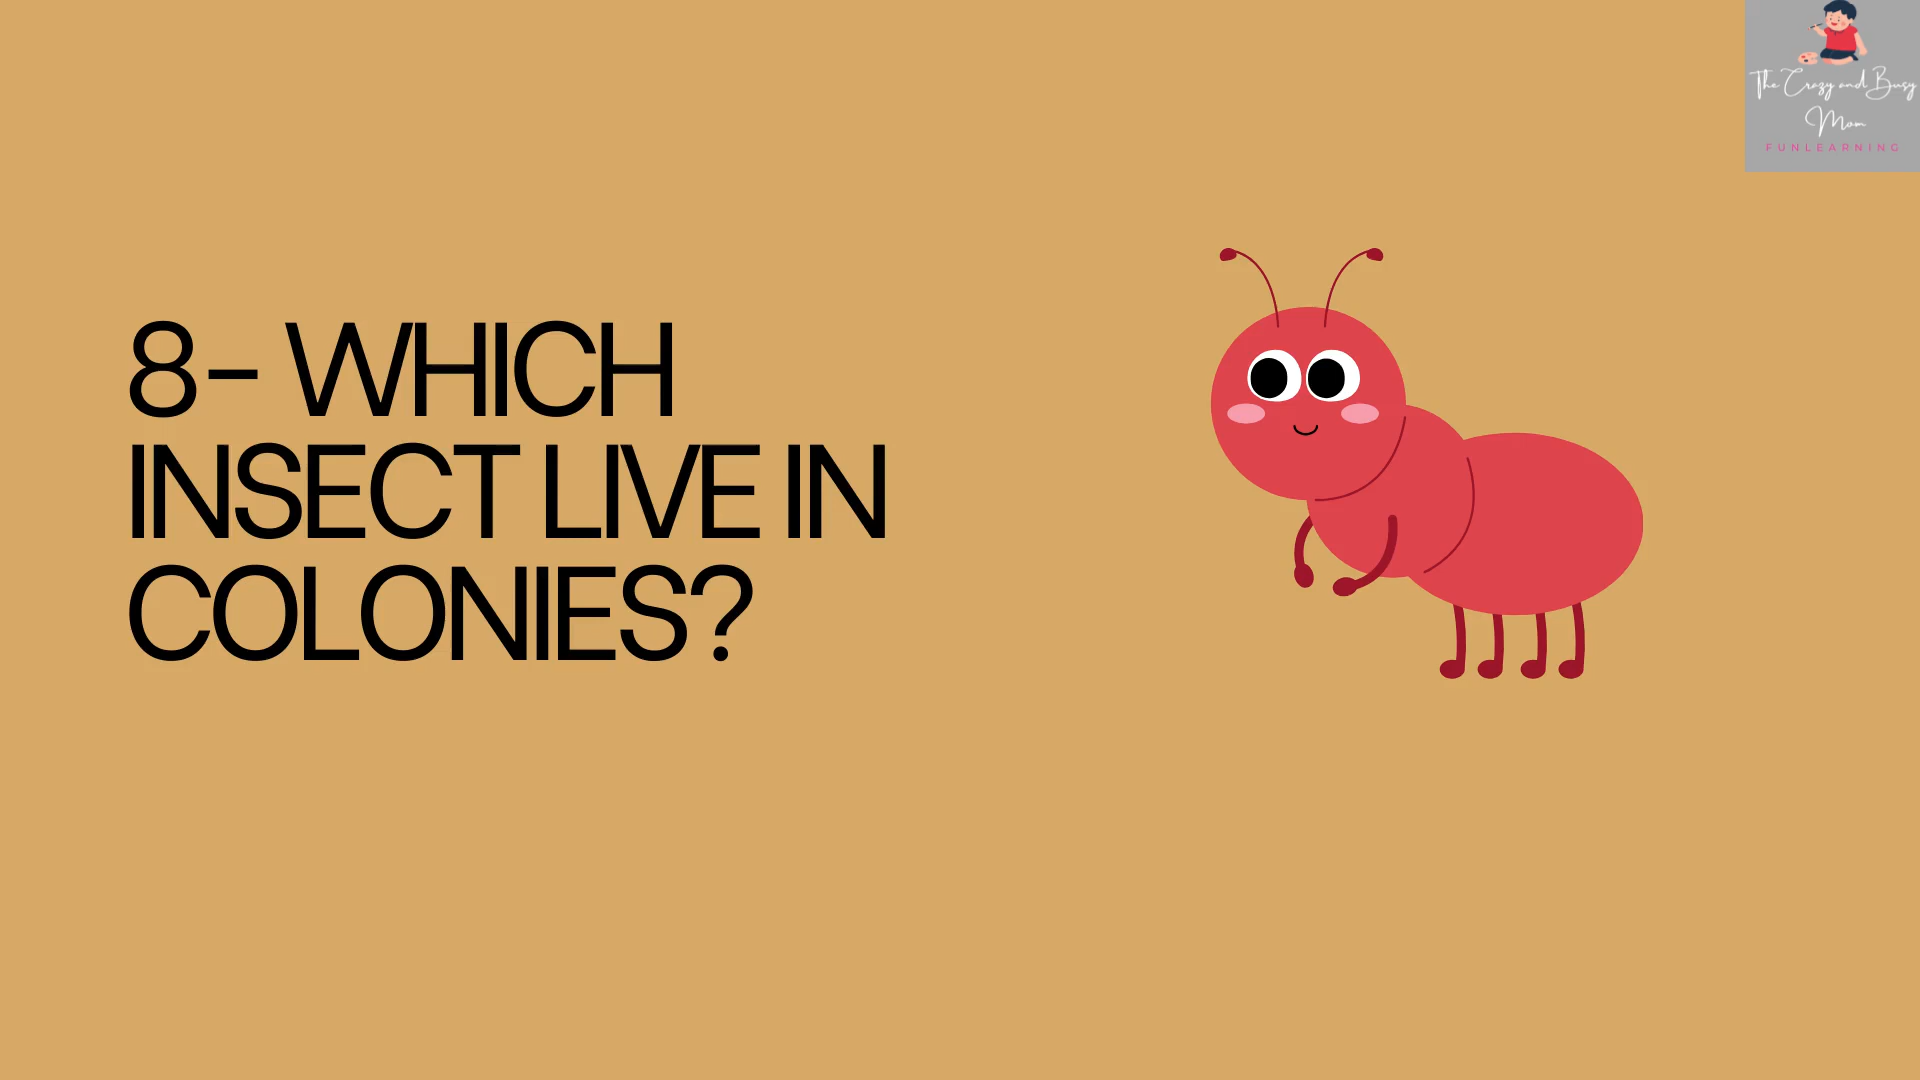 8- WHICH
INSECT LIVE IN
COLONIES?
The Crazy and Busy
Mom
FUNLEARNING